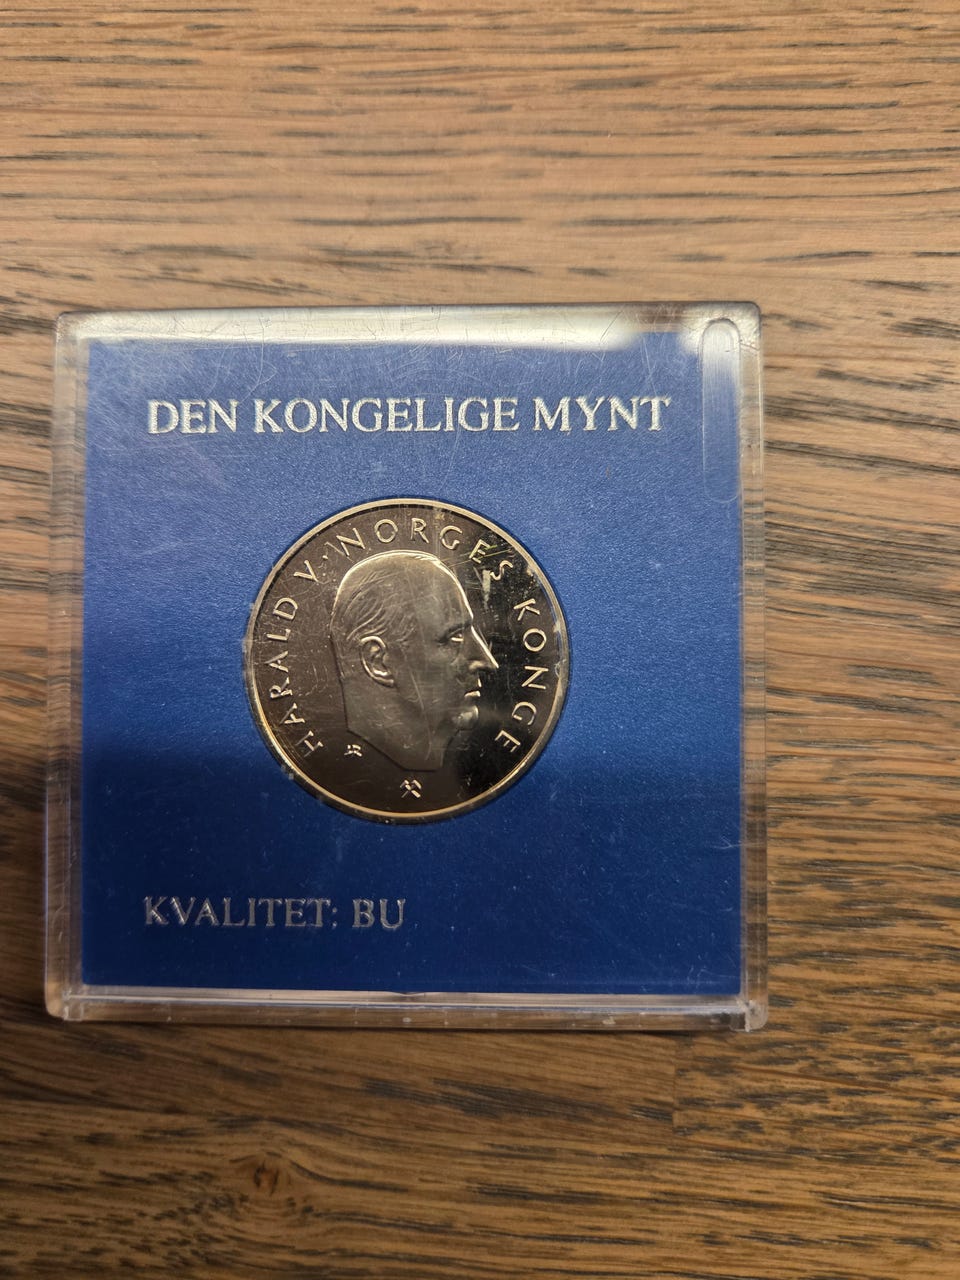 DEN KONGELIGE MYNT
HARALD V·NORGES KONGE
KVALITET: BU